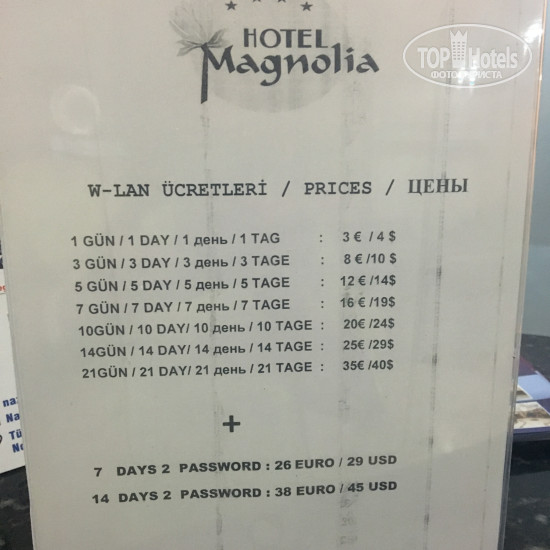 HOTEL
Magnolia
TOP Hotels
W-LAN ÜCRETLERİ / PRICES / ЦЕНЫ
1 GÜN / 1 DAY / 1 день / 1 TAG : 3 € / 4 $
3 GÜN / 3 DAY / 3 день / 3 TAGE : 8 € /10 $
5 GÜN / 5 DAY / 5 день / 5 TAGE : 12 € /14$
7 GÜN / 7 DAY / 7 день / 7 TAGE : 16 € /19$
10GÜN / 10 DAY/ 10 день / 10 TAGE : 20€ /24$
14GÜN / 14 DAY/ 14 день / 14 TAGE : 25€ /29$
21GÜN / 21 DAY/ 21 день / 21 TAGE : 35€ /40$
+
7 DAYS 2 PASSWORD : 26 EURO / 29 USD
14 DAYS 2 PASSWORD : 38 EURO / 45 USD